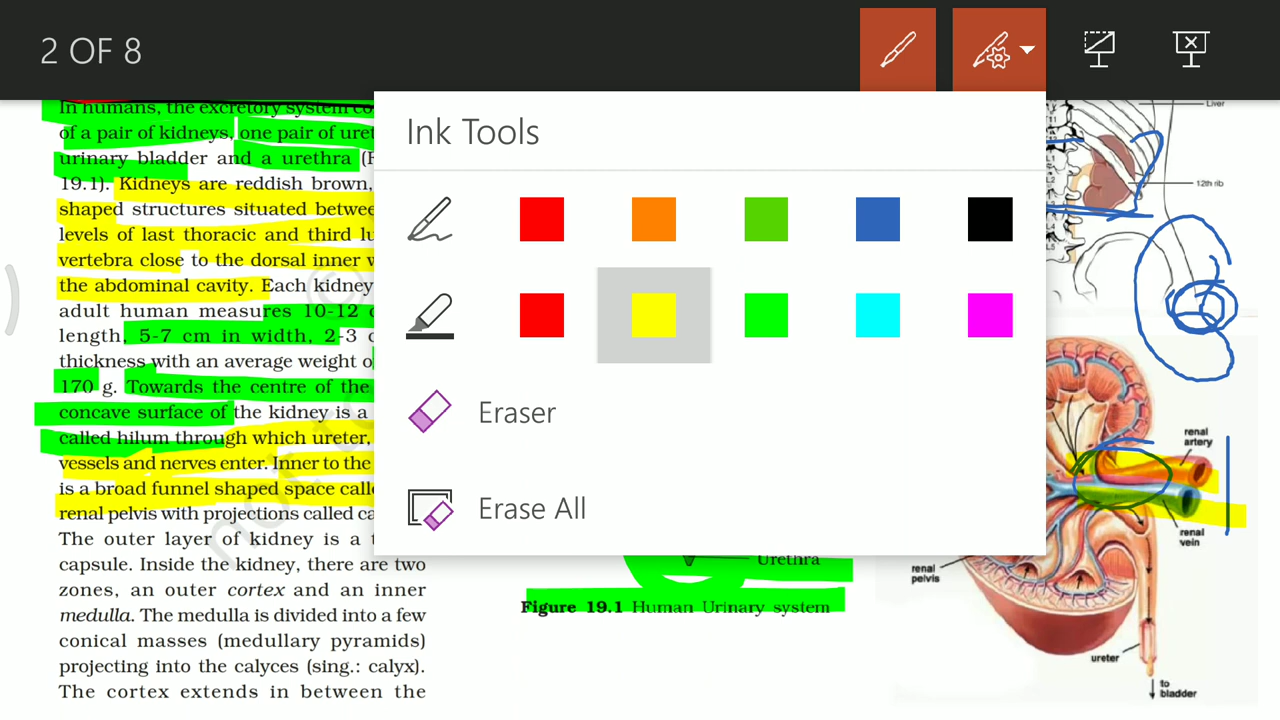 2 OF 8
In humans, the excretory system
of a pair of kidneys, one pair of
urinary bladder and a urethra
19.1). Kidneys are reddish brown,
shaped structures situated
levels of last thoracic and third
vertebra close to the dorsal inner
the abdominal cavity. Each kidney
adult human measures 10-12
length, 5-7 cm in width, 2-3
thickness with an average weight
170 g. Towards the centre of the
concave surface of the kidney is a
called hilum through which ureter,
vessels and nerves enter. Inner to the
is a broad funnel shaped space
renal pelvis with projections called
The outer layer of kidney is a
capsule. Inside the kidney, there are two
zones, an outer cortex and an inner
medulla. The medulla is divided into a few
conical masses (medullary pyramids)
projecting into the calyces (sing.: calyx).
The cortex extends in between the
Ink Tools
Eraser
Erase All
Urethra
Figure 19.1 Human Urinary system
Liver
12th rib
renal
artery
renal
vein
renal
pelvis
ureter
to
bladder